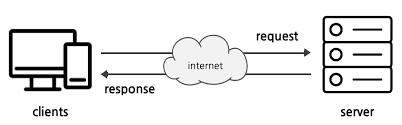 request
internet
response
clients
server